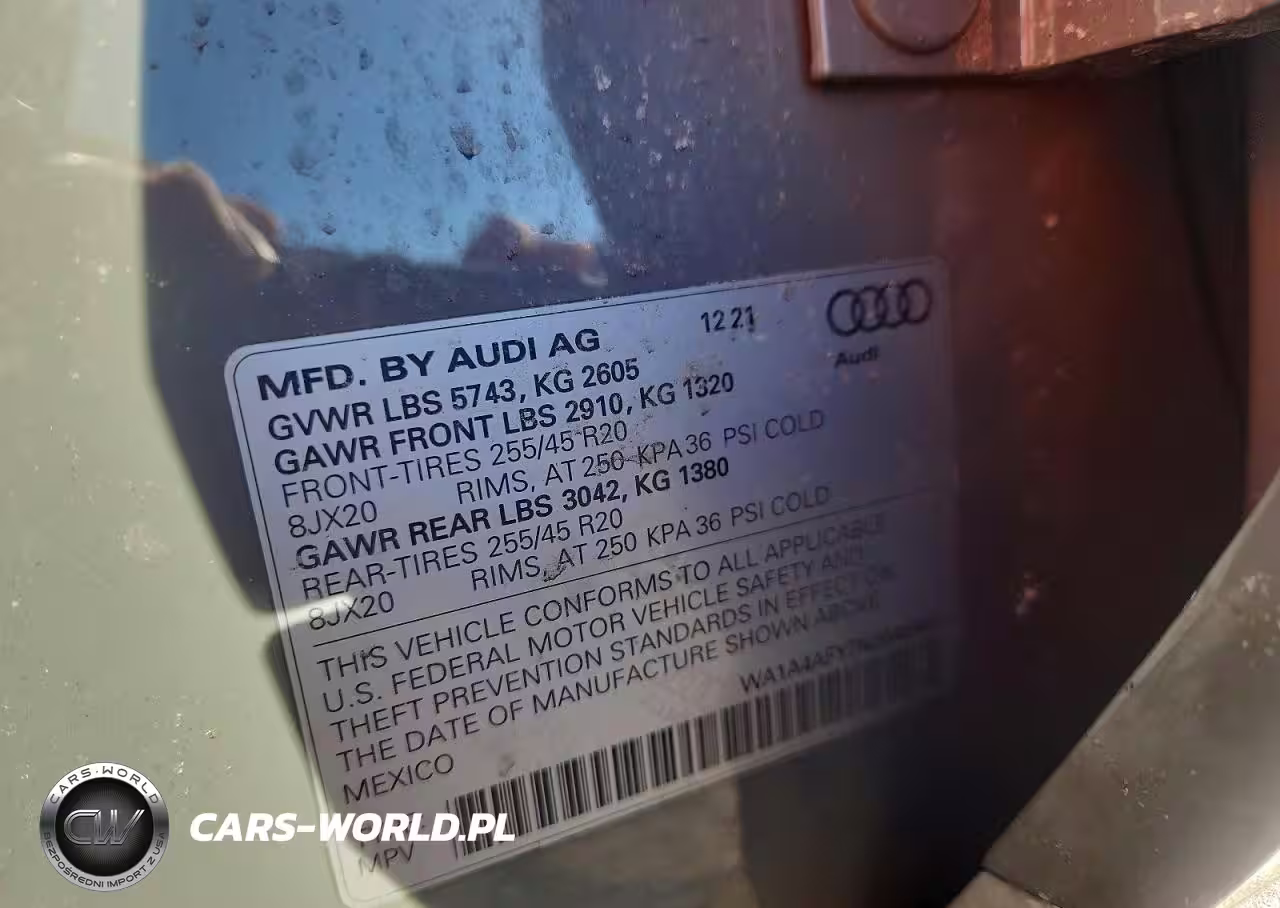 12 21
Audi
MFD. BY AUDI AG
GVWR LBS 5743, KG 2605
GAWR FRONT LBS 2910, KG 1320
FRONT-TIRES 255/45 R20
8JX20 RIMS, AT 250 KPA 36 PSI COLD
GAWR REAR LBS 3042, KG 1380
REAR-TIRES 255/45 R20
8JX20 RIMS, AT 250 KPA 36 PSI COLD
THIS VEHICLE CONFORMS TO ALL APPLICABLE
U.S. FEDERAL MOTOR VEHICLE SAFETY AND
THEFT PREVENTION STANDARDS IN EFFECT ON
THE DATE OF MANUFACTURE SHOWN ABOVE
MEXICO
MPV
CARS-WORLD
CW
BEZPOŚREDNI IMPORT Z USA
CARS-WORLD.PL